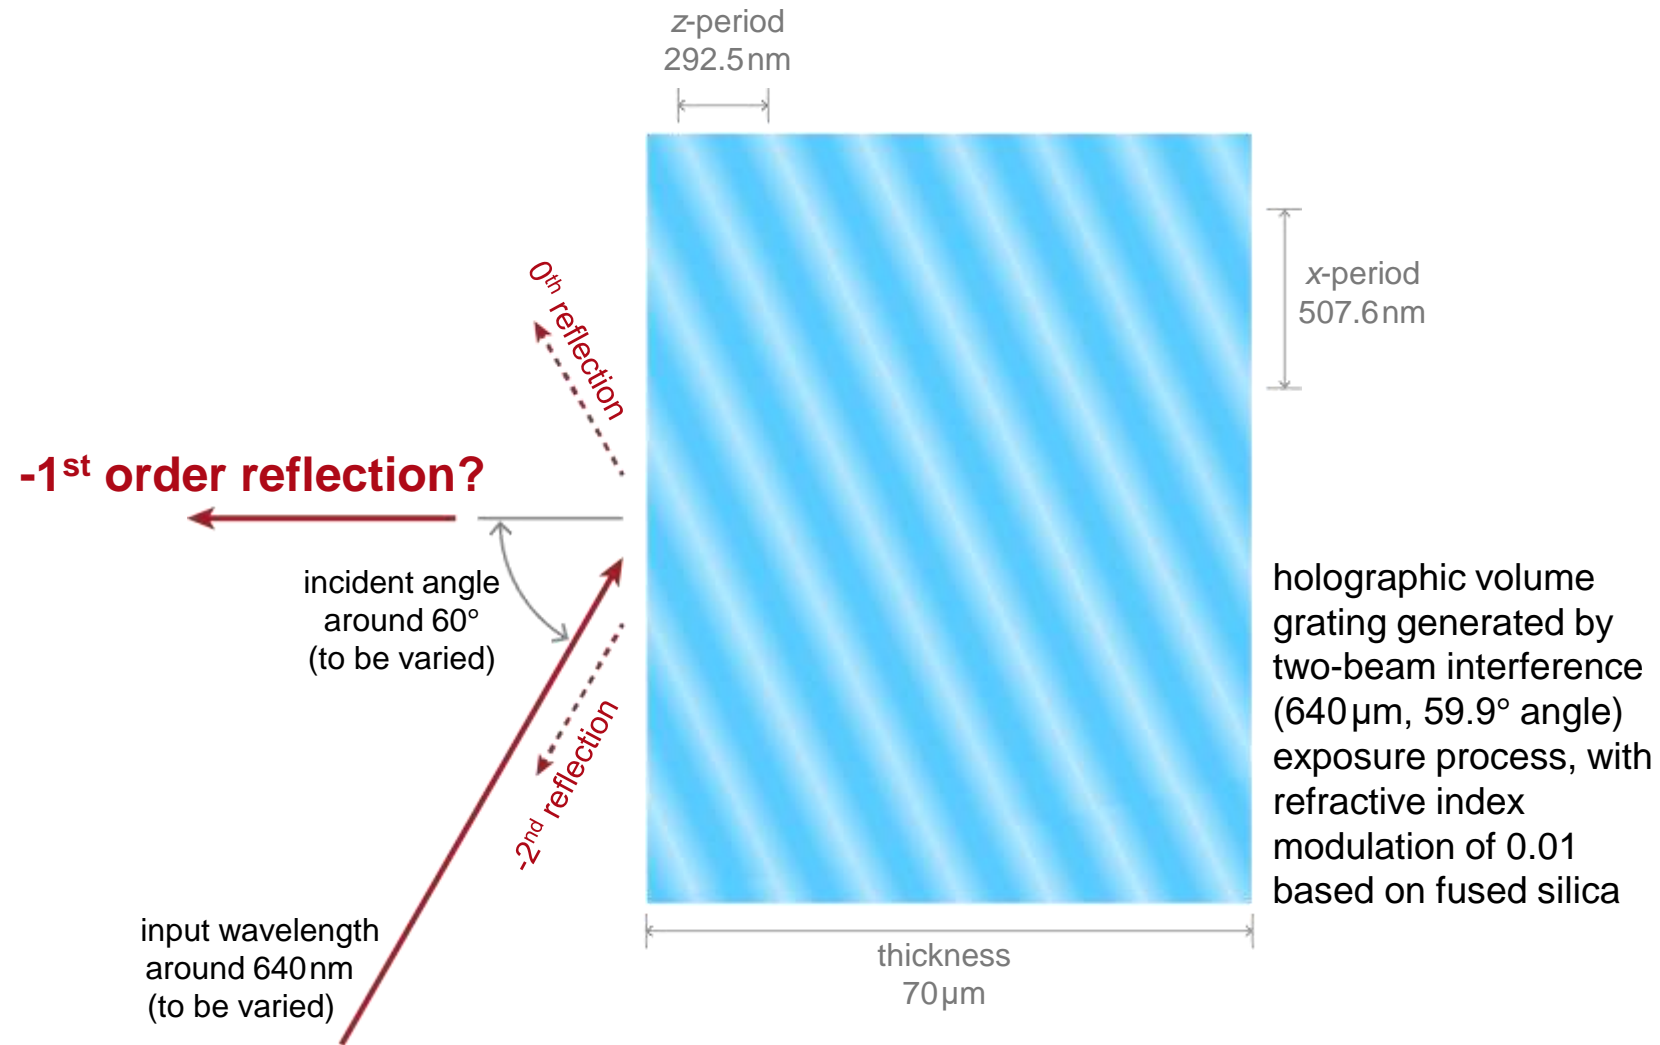 z-period
292.5 nm
0th reflection
x-period
507.6 nm
-1st order reflection?
incident angle
around 60°
(to be varied)
-2nd reflection
holographic volume
grating generated by
two-beam interference
(640 µm, 59.9° angle)
exposure process, with
refractive index
modulation of 0.01
based on fused silica
input wavelength
around 640 nm
(to be varied)
thickness
70 µm